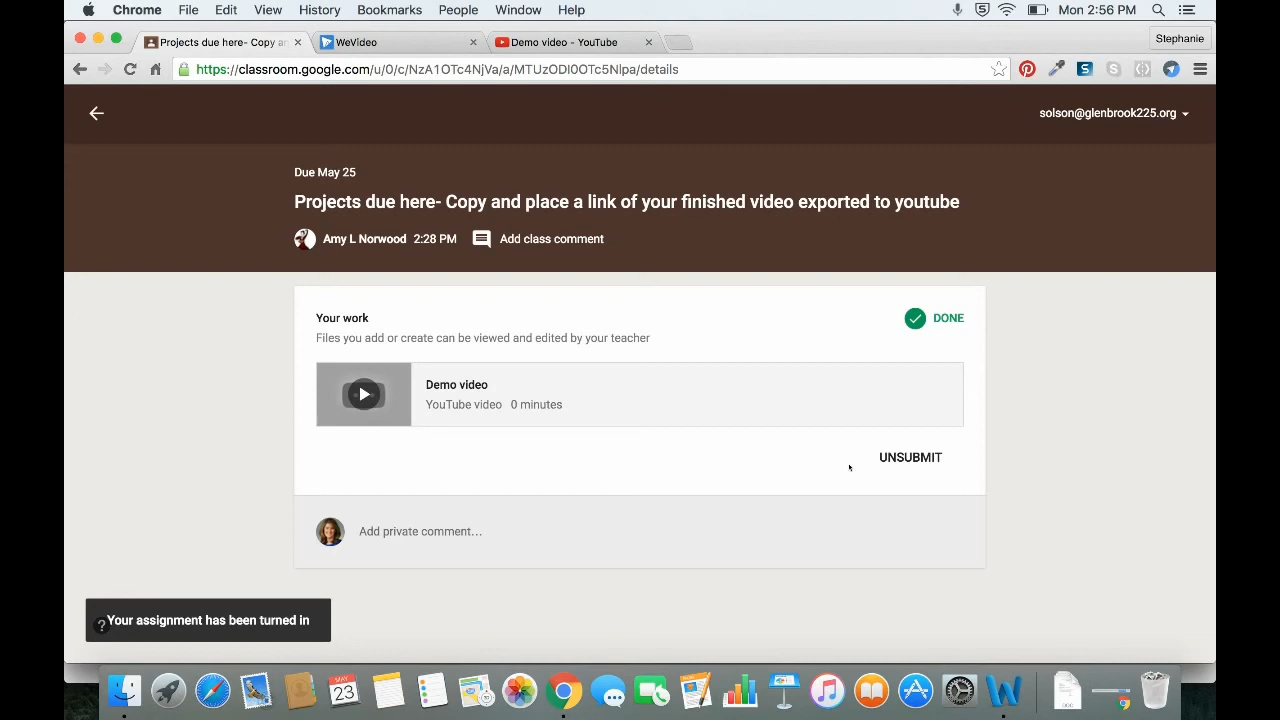 Chrome File Edit View History Bookmarks People Window Help Mon 2:56 PM
Projects due here- Copy an WeVideo Demo video - YouTube Stephanie
https://classroom.google.com/u/0/c/NzA1OTc4NjVa/a/MTUzODI0OTc5Nlpa/details
solson@glenbrook225.org
Due May 25
Projects due here- Copy and place a link of your finished video exported to youtube
Amy L Norwood 2:28 PM Add class comment
Your work DONE
Files you add or create can be viewed and edited by your teacher
Demo video
YouTube video 0 minutes
UNSUBMIT
Add private comment...
? Your assignment has been turned in
MAY
23